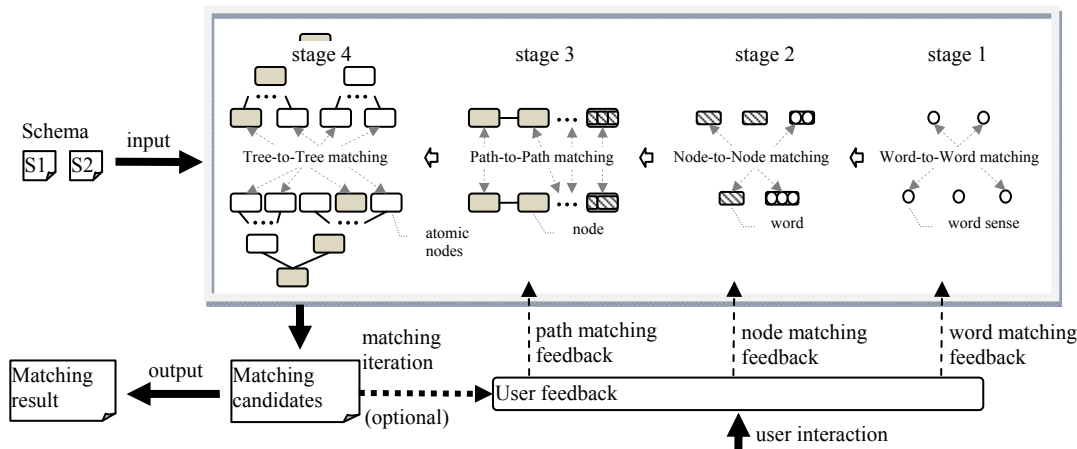 stage 4
stage 3
stage 2
stage 1
Schema
S1
S2
input
Tree-to-Tree matching
Path-to-Path matching
Node-to-Node matching
Word-to-Word matching
atomic
nodes
node
word
word sense
matching
iteration
(optional)
path matching
feedback
node matching
feedback
word matching
feedback
Matching
result
output
Matching
candidates
User feedback
user interaction